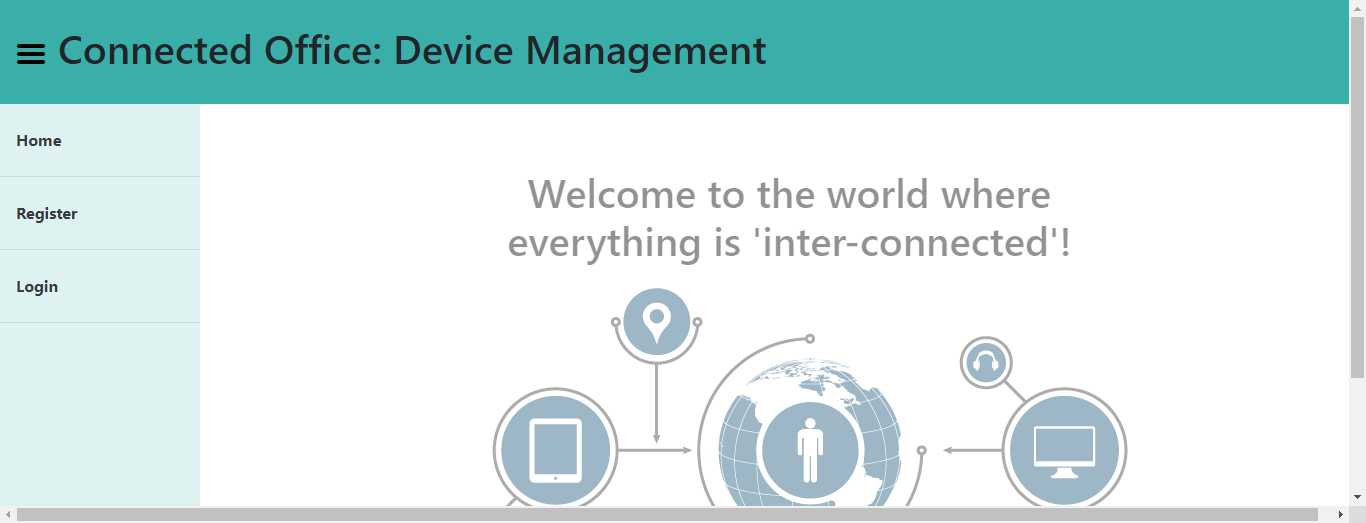 Connected Office: Device Management
Home
Register
Login
Welcome to the world where
everything is 'inter-connected'!